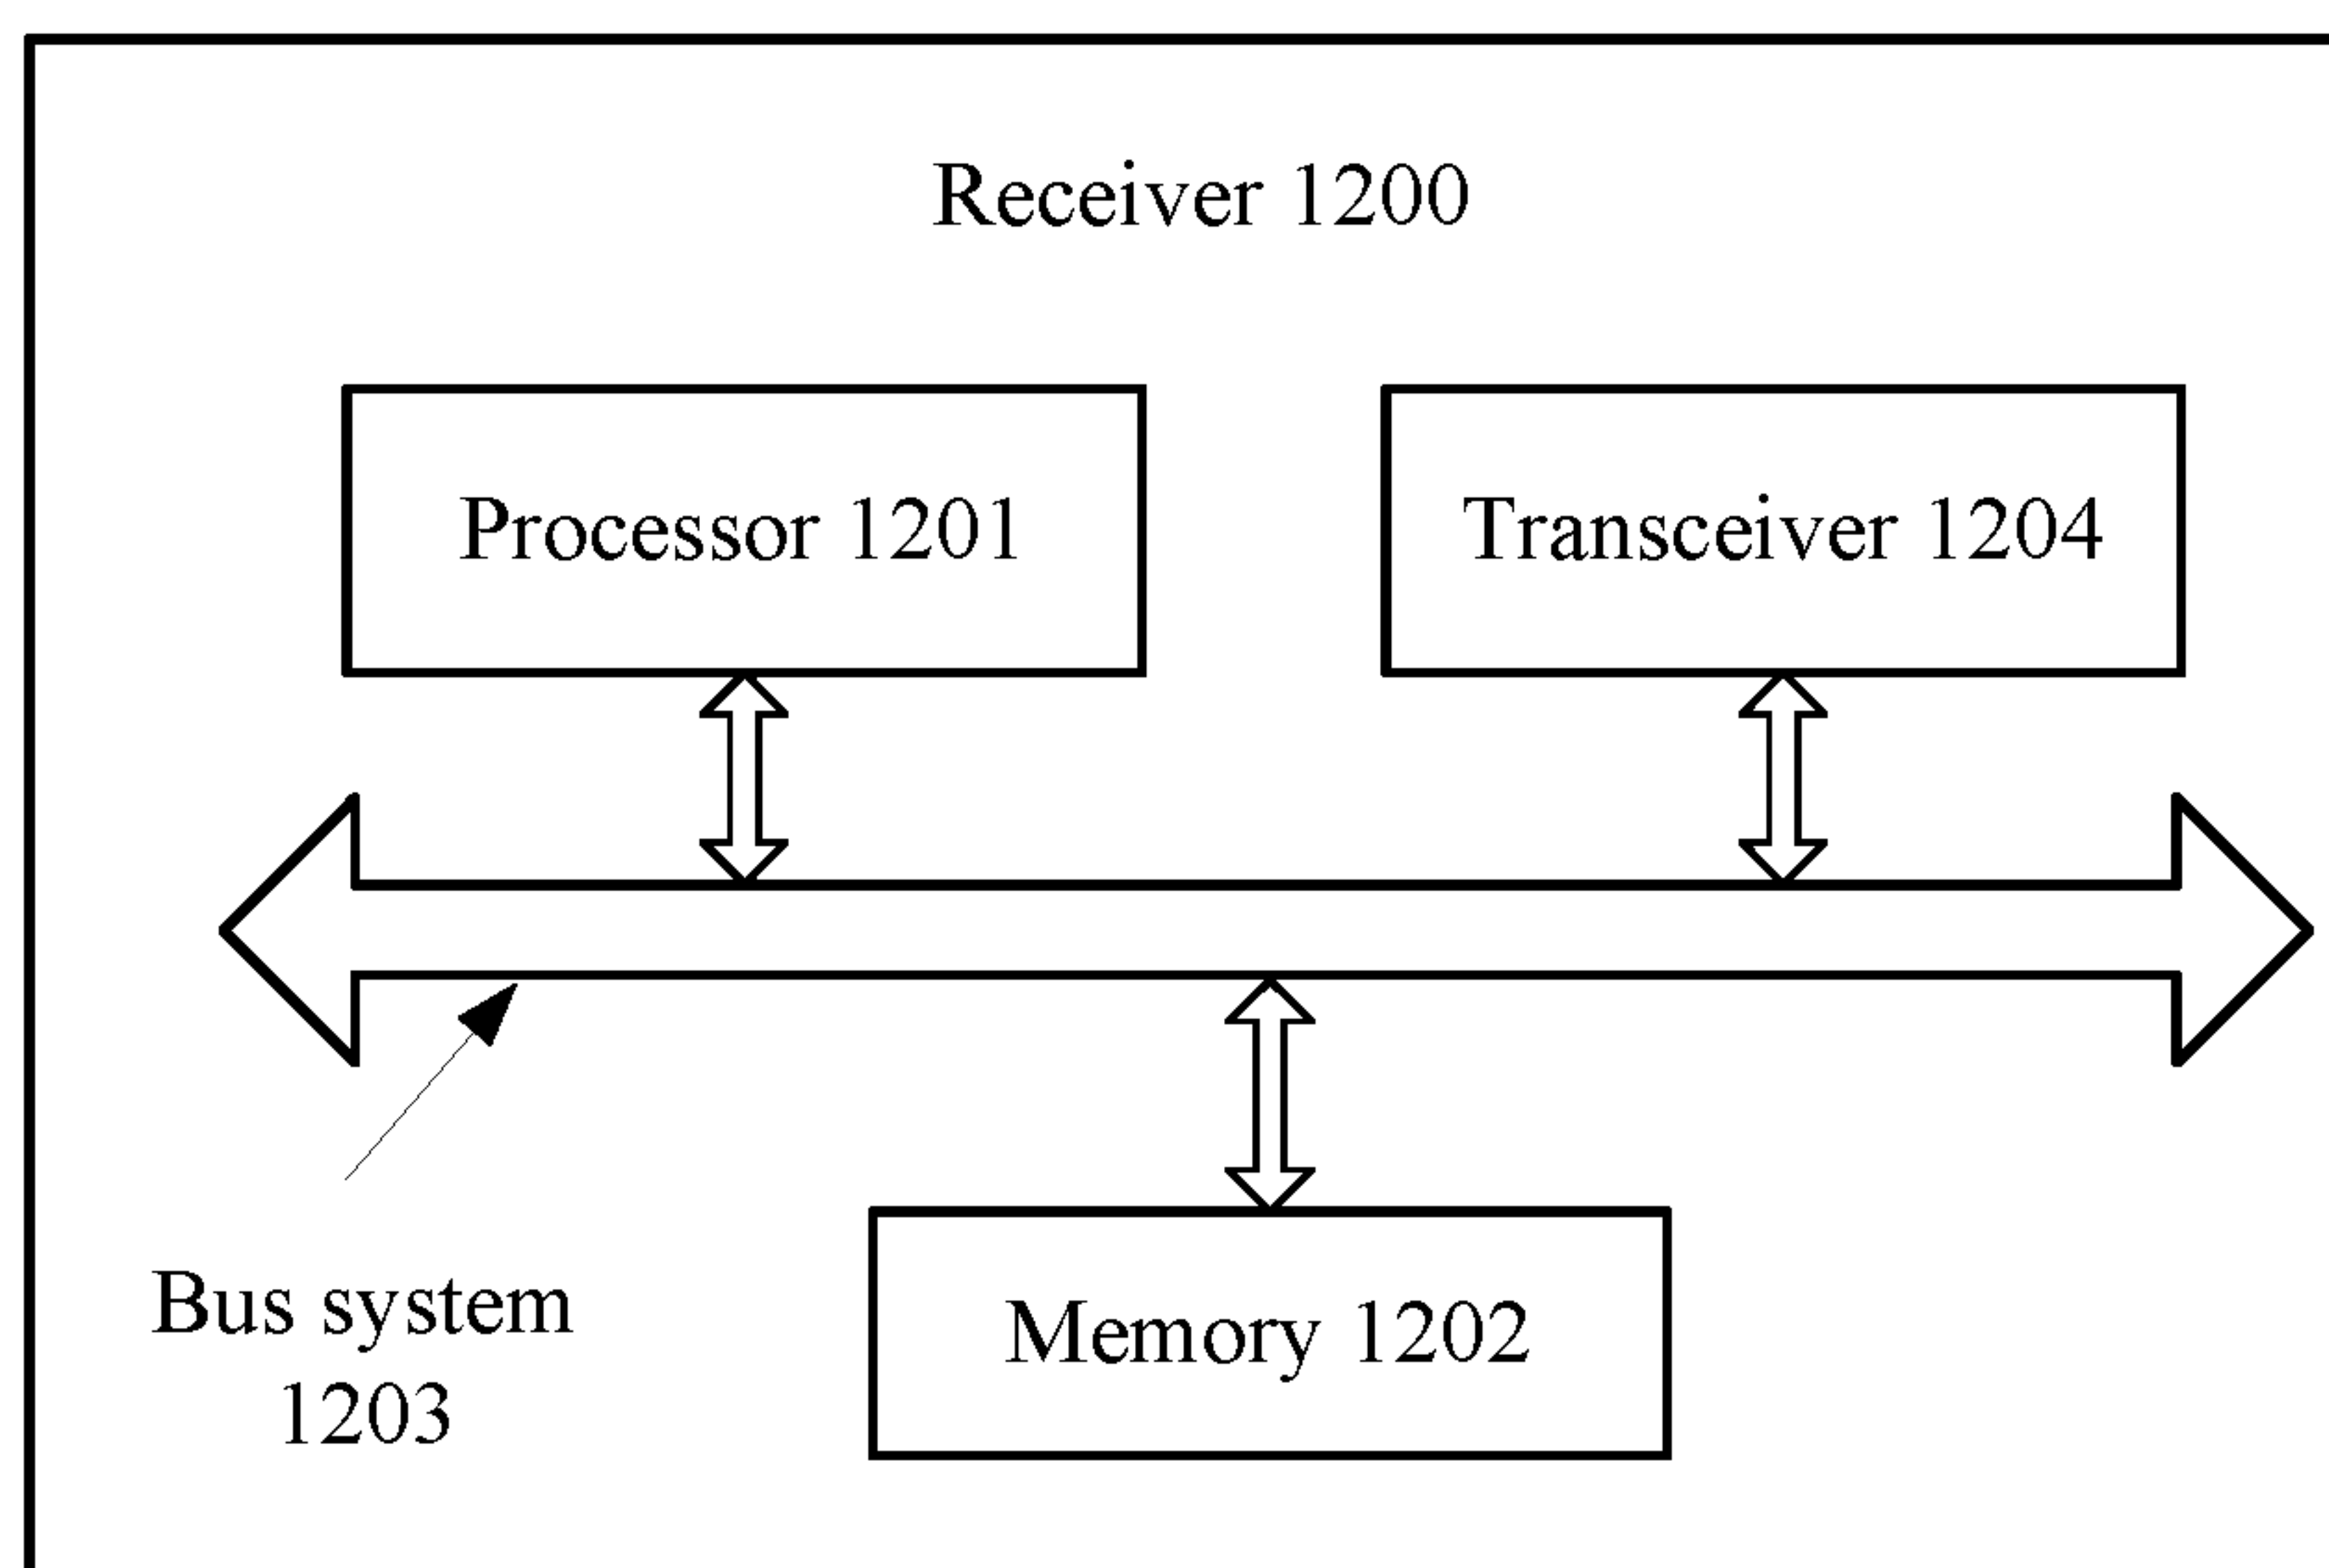 Receiver 1200
Processor 1201
Transceiver 1204
Bus system
1203
Memory 1202